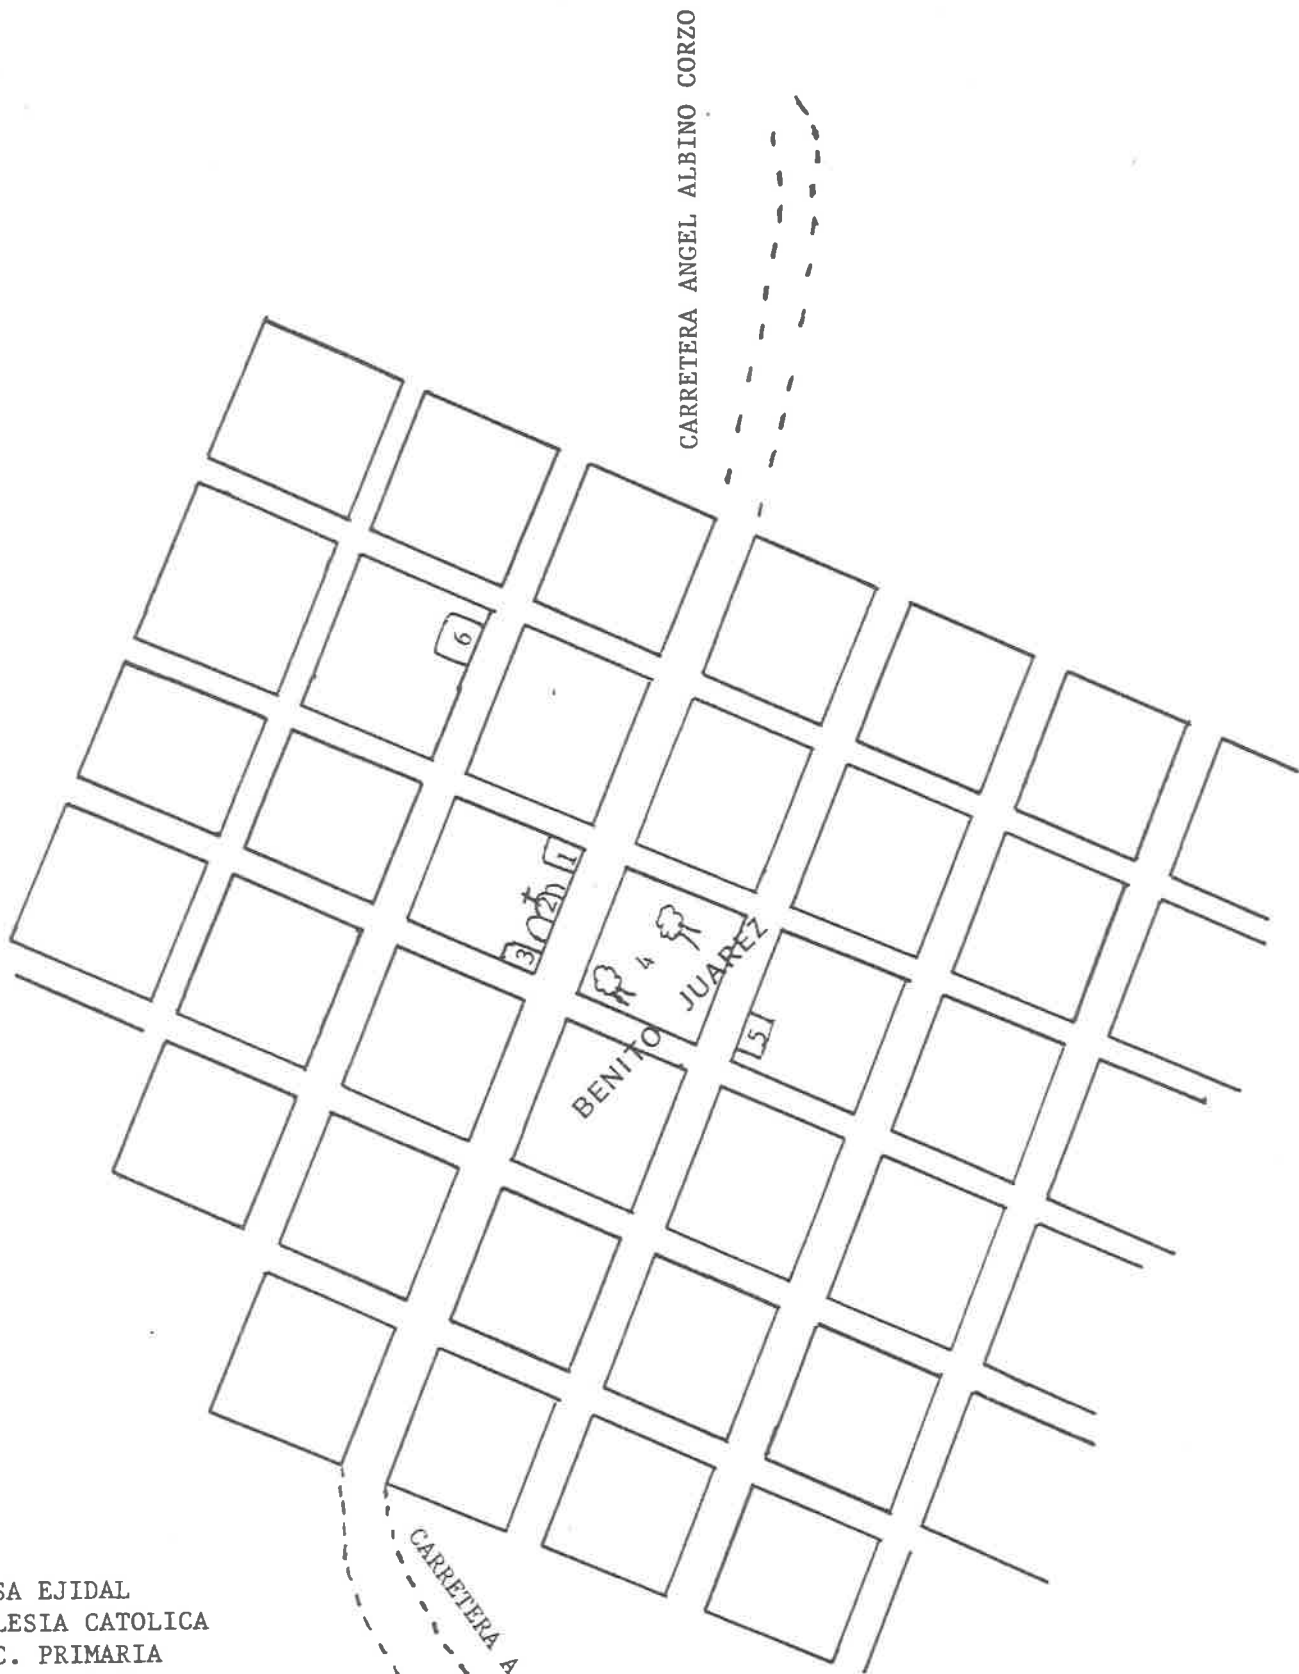 CARRETERA ANGEL ALBINO CORZO
6
1
2
3
4
BENITO JUAREZ
5
CARRETERA A
SA EJIDAL
LESIA CATOLICA
C. PRIMARIA